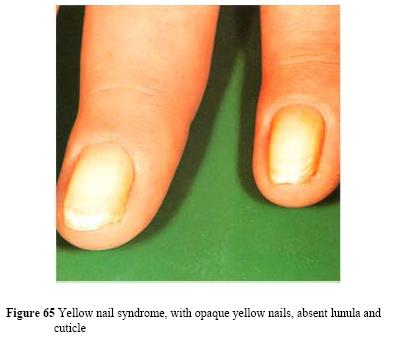 Figure 65 Yellow nail syndrome, with opaque yellow nails, absent lunula and
cuticle